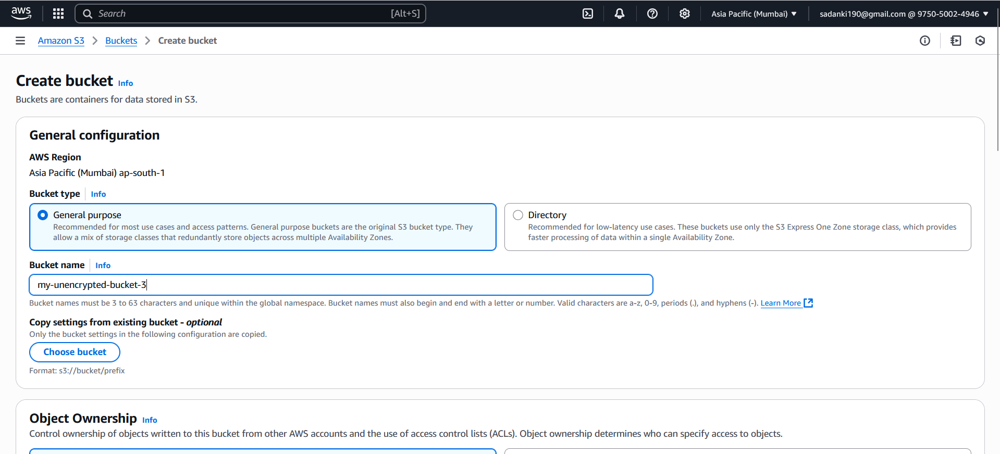 aws
Search [Alt+S]
Asia Pacific (Mumbai)
sadanki190@gmail.com @ 9750-5002-4946
Amazon S3 > Buckets > Create bucket
Create bucket Info
Buckets are containers for data stored in S3.
General configuration
AWS Region
Asia Pacific (Mumbai) ap-south-1
Bucket type Info
General purpose
Recommended for most use cases and access patterns. General purpose buckets are the original S3 bucket type. They
allow a mix of storage classes that redundantly store objects across multiple Availability Zones.
Directory
Recommended for low-latency use cases. These buckets use only the S3 Express One Zone storage class, which provides
faster processing of data within a single Availability Zone.
Bucket name Info
my-unencrypted-bucket-3
Bucket names must be 3 to 63 characters and unique within the global namespace. Bucket names must also begin and end with a letter or number. Valid characters are a-z, 0-9, periods (.), and hyphens (-). Learn More
Copy settings from existing bucket - optional
Only the bucket settings in the following configuration are copied.
Choose bucket
Format: s3://bucket/prefix
Object Ownership Info
Control ownership of objects written to this bucket from other AWS accounts and the use of access control lists (ACLs). Object ownership determines who can specify access to objects.